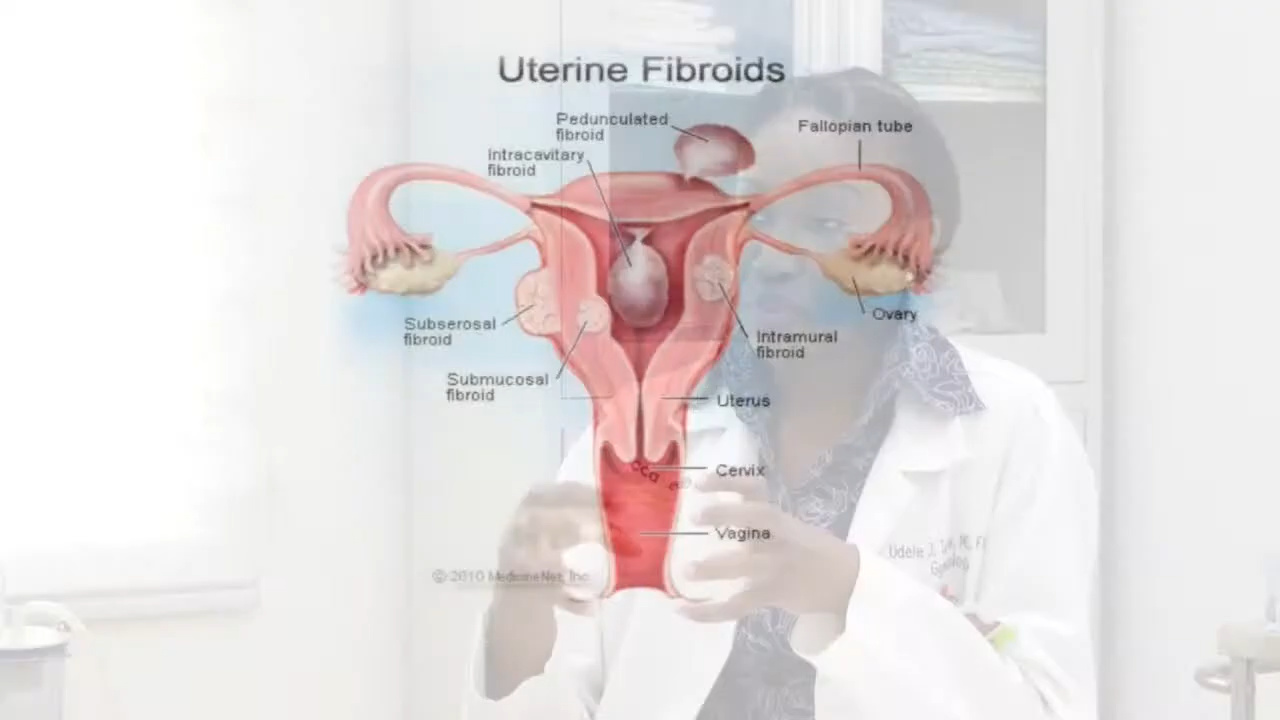 Uterine Fibroids
Pedunculated
fibroid
Fallopian tube
Intracavitary
fibroid
Ovary
Subserosal
fibroid
Intramural
fibroid
Submucosal
fibroid
Uterus
Cervix
Vagina
© 2010 MedicineNet, Inc.
Udele J.